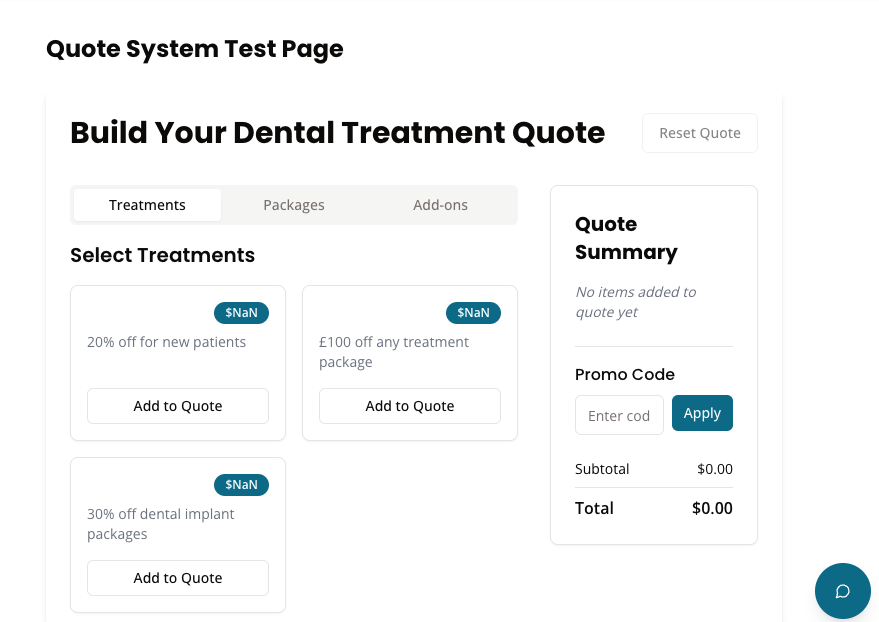 Quote System Test Page
Build Your Dental Treatment Quote
Reset Quote
Treatments
Packages
Add-ons
Select Treatments
$NaN
20% off for new patients
Add to Quote
$NaN
£100 off any treatment
package
Add to Quote
$NaN
30% off dental implant
packages
Add to Quote
Quote
Summary
No items added to
quote yet
Promo Code
Enter cod
Apply
Subtotal $0.00
Total $0.00